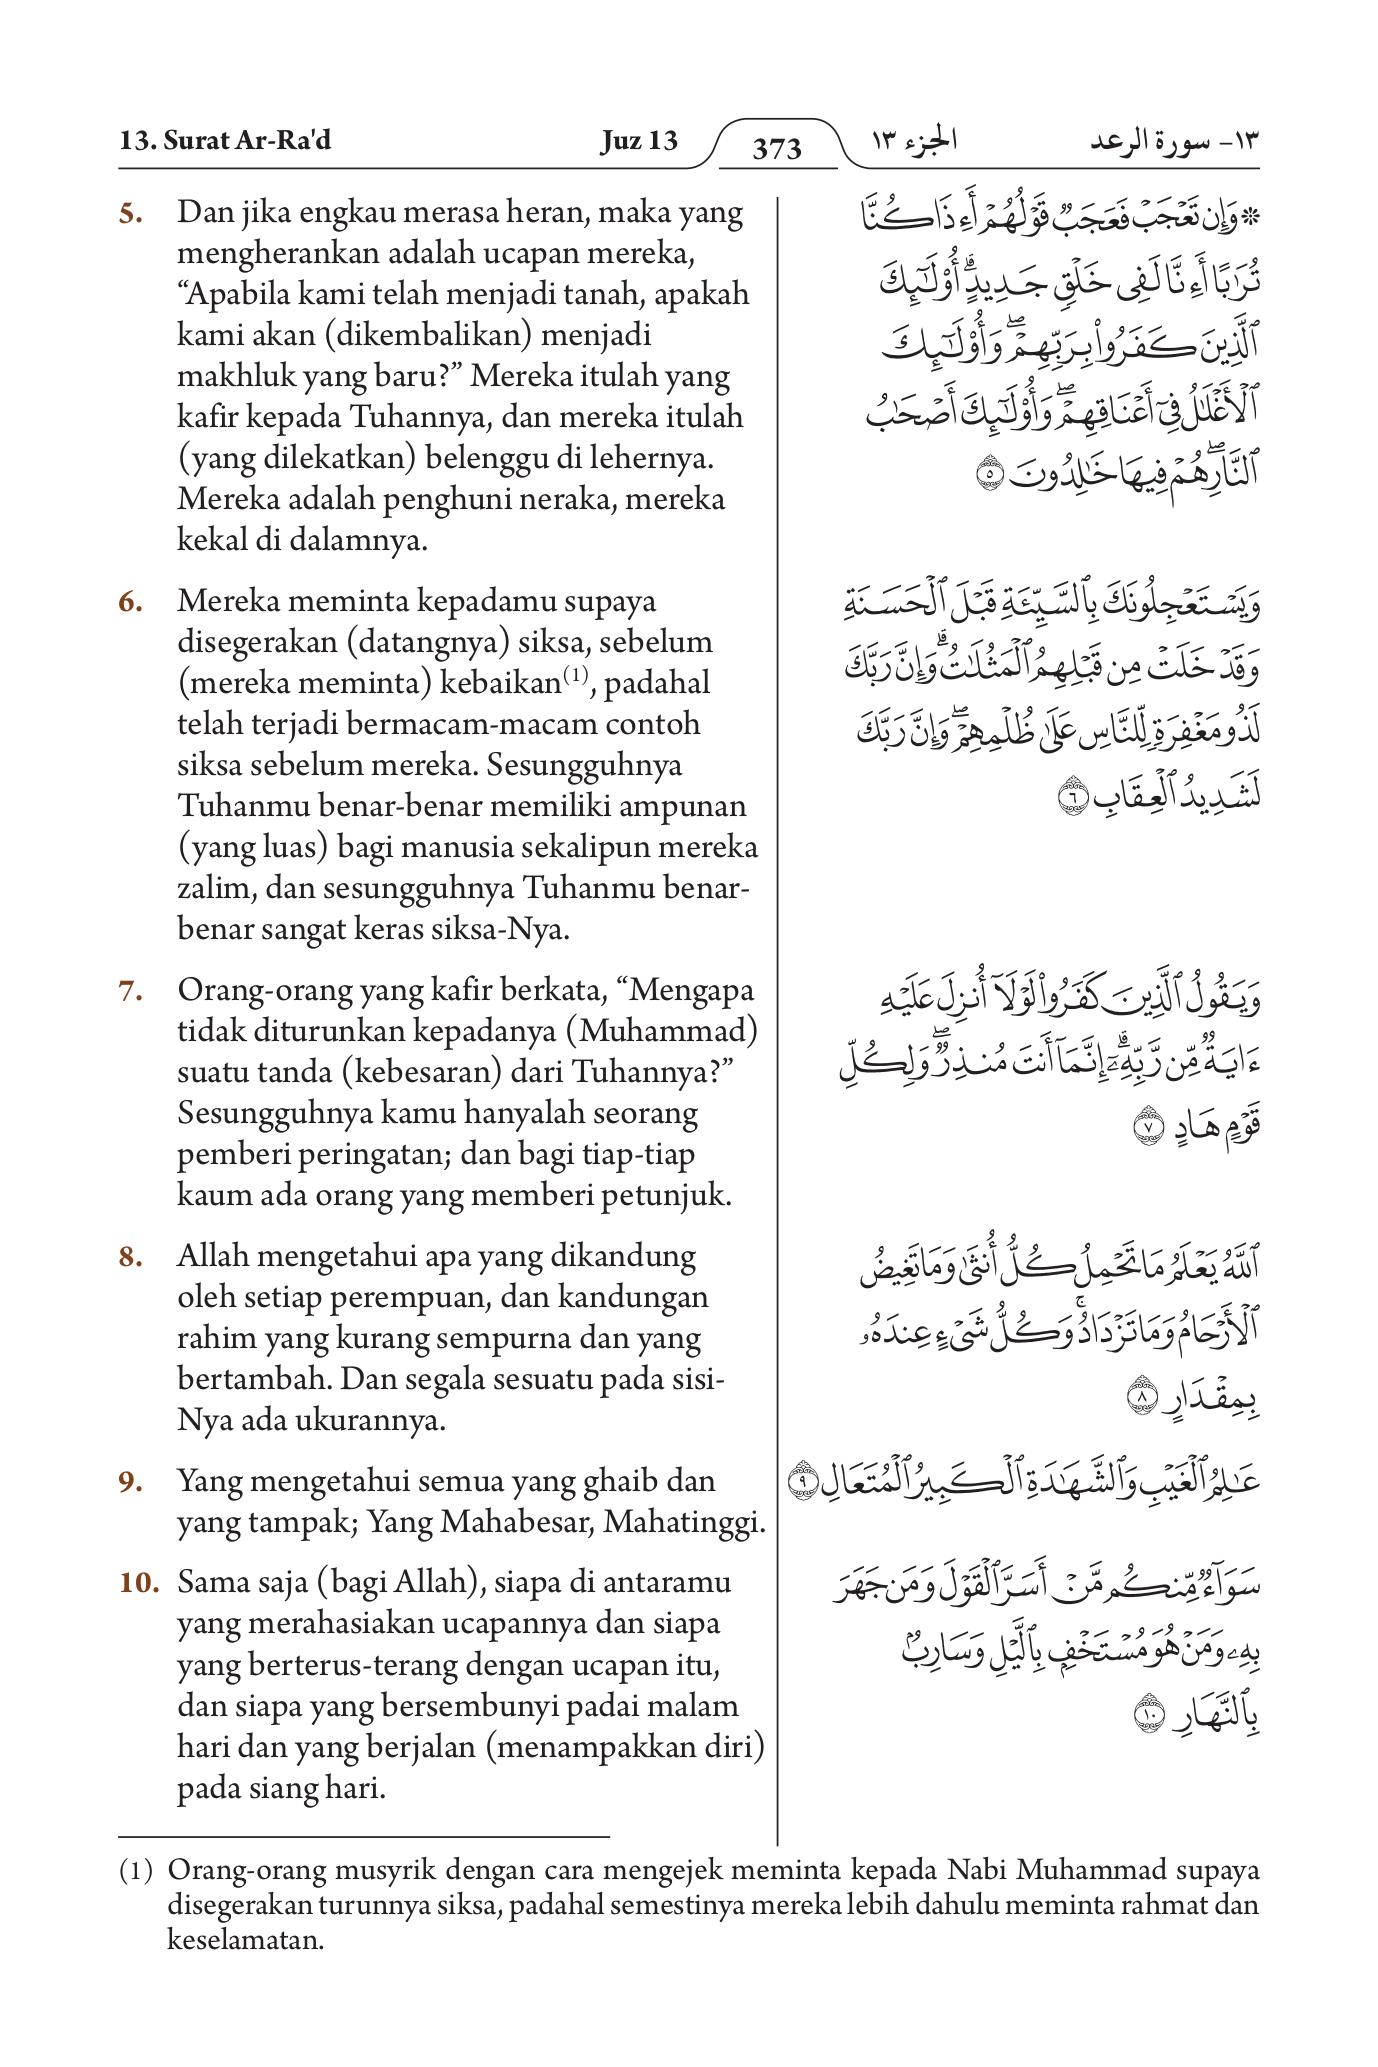 13. Surat Ar-Ra'd
Juz 13
373
الجزء ١٣
١٣- سورة الرعد
5. Dan jika engkau merasa heran, maka yang
mengherankan adalah ucapan mereka,
“Apabila kami telah menjadi tanah, apakah
kami akan (dikembalikan) menjadi
makhluk yang baru?” Mereka itulah yang
kafir kepada Tuhannya, dan mereka itulah
(yang dilekatkan) belenggu di lehernya.
Mereka adalah penghuni neraka, mereka
kekal di dalamnya.
6. Mereka meminta kepadamu supaya
disegerakan (datangnya) siksa, sebelum
(mereka meminta) kebaikan(1), padahal
telah terjadi bermacam-macam contoh
siksa sebelum mereka. Sesungguhnya
Tuhanmu benar-benar memiliki ampunan
(yang luas) bagi manusia sekalipun mereka
zalim, dan sesungguhnya Tuhanmu benar-
benar sangat keras siksa-Nya.
7. Orang-orang yang kafir berkata, “Mengapa
tidak diturunkan kepadanya (Muhammad)
suatu tanda (kebesaran) dari Tuhannya?”
Sesungguhnya kamu hanyalah seorang
pemberi peringatan; dan bagi tiap-tiap
kaum ada orang yang memberi petunjuk.
8. Allah mengetahui apa yang dikandung
oleh setiap perempuan, dan kandungan
rahim yang kurang sempurna dan yang
bertambah. Dan segala sesuatu pada sisi-
Nya ada ukurannya.
9. Yang mengetahui semua yang ghaib dan
yang tampak; Yang Mahabesar, Mahatinggi.
10. Sama saja (bagi Allah), siapa di antaramu
yang merahasiakan ucapannya dan siapa
yang berterus-terang dengan ucapan itu,
dan siapa yang bersembunyi padai malam
hari dan yang berjalan (menampakkan diri)
pada siang hari.
۞ وَإِن تَعۡجَبۡ فَعَجَبٞ قَوۡلُهُمۡ أَءِذَا كُنَّا
تُرَٰبًا أَءِنَّا لَفِي خَلۡقٖ جَدِيدٍۗ أُوْلَٰٓئِكَ
ٱلَّذِينَ كَفَرُواْ بِرَبِّهِمۡۖ وَأُوْلَٰٓئِكَ
ٱلۡأَغۡلَٰلُ فِيٓ أَعۡنَاقِهِمۡۖ وَأُوْلَٰٓئِكَ أَصۡحَٰبُ
ٱلنَّارِۖ هُمۡ فِيهَا خَٰلِدُونَ ٥
وَيَسۡتَعۡجِلُونَكَ بِٱلسَّيِّئَةِ قَبۡلَ ٱلۡحَسَنَةِ
وَقَدۡ خَلَتۡ مِن قَبۡلِهِمُ ٱلۡمَثُلَٰتُۗ وَإِنَّ رَبَّكَ
لَذُو مَغۡفِرَةٖ لِّلنَّاسِ عَلَىٰ ظُلۡمِهِمۡۖ وَإِنَّ رَبَّكَ
لَشَدِيدُ ٱلۡعِقَابِ ٦
وَيَقُولُ ٱلَّذِينَ كَفَرُواْ لَوۡلَآ أُنزِلَ عَلَيۡهِ
ءَايَةٞ مِّن رَّبِّهِۦٓۗ إِنَّمَآ أَنتَ مُنذِرٞۖ وَلِكُلِّ
قَوۡمٍ هَادٍ ٧
ٱللَّهُ يَعۡلَمُ مَا تَحۡمِلُ كُلُّ أُنثَىٰ وَمَا تَغِيضُ
ٱلۡأَرۡحَامُ وَمَا تَزۡدَادُۚ وَكُلُّ شَيۡءٍ عِندَهُۥ
بِمِقۡدَارٍ ٨
عَٰلِمُ ٱلۡغَيۡبِ وَٱلشَّهَٰدَةِ ٱلۡكَبِيرُ ٱلۡمُتَعَالِ ٩
سَوَآءٞ مِّنكُم مَّنۡ أَسَرَّ ٱلۡقَوۡلَ وَمَن جَهَرَ
بِهِۦ وَمَنۡ هُوَ مُسۡتَخۡفِۭ بِٱلَّيۡلِ وَسَارِبُۢ
بِٱلنَّهَارِ ١٠
(1) Orang-orang musyrik dengan cara mengejek meminta kepada Nabi Muhammad supaya
disegerakan turunnya siksa, padahal semestinya mereka lebih dahulu meminta rahmat dan
keselamatan.